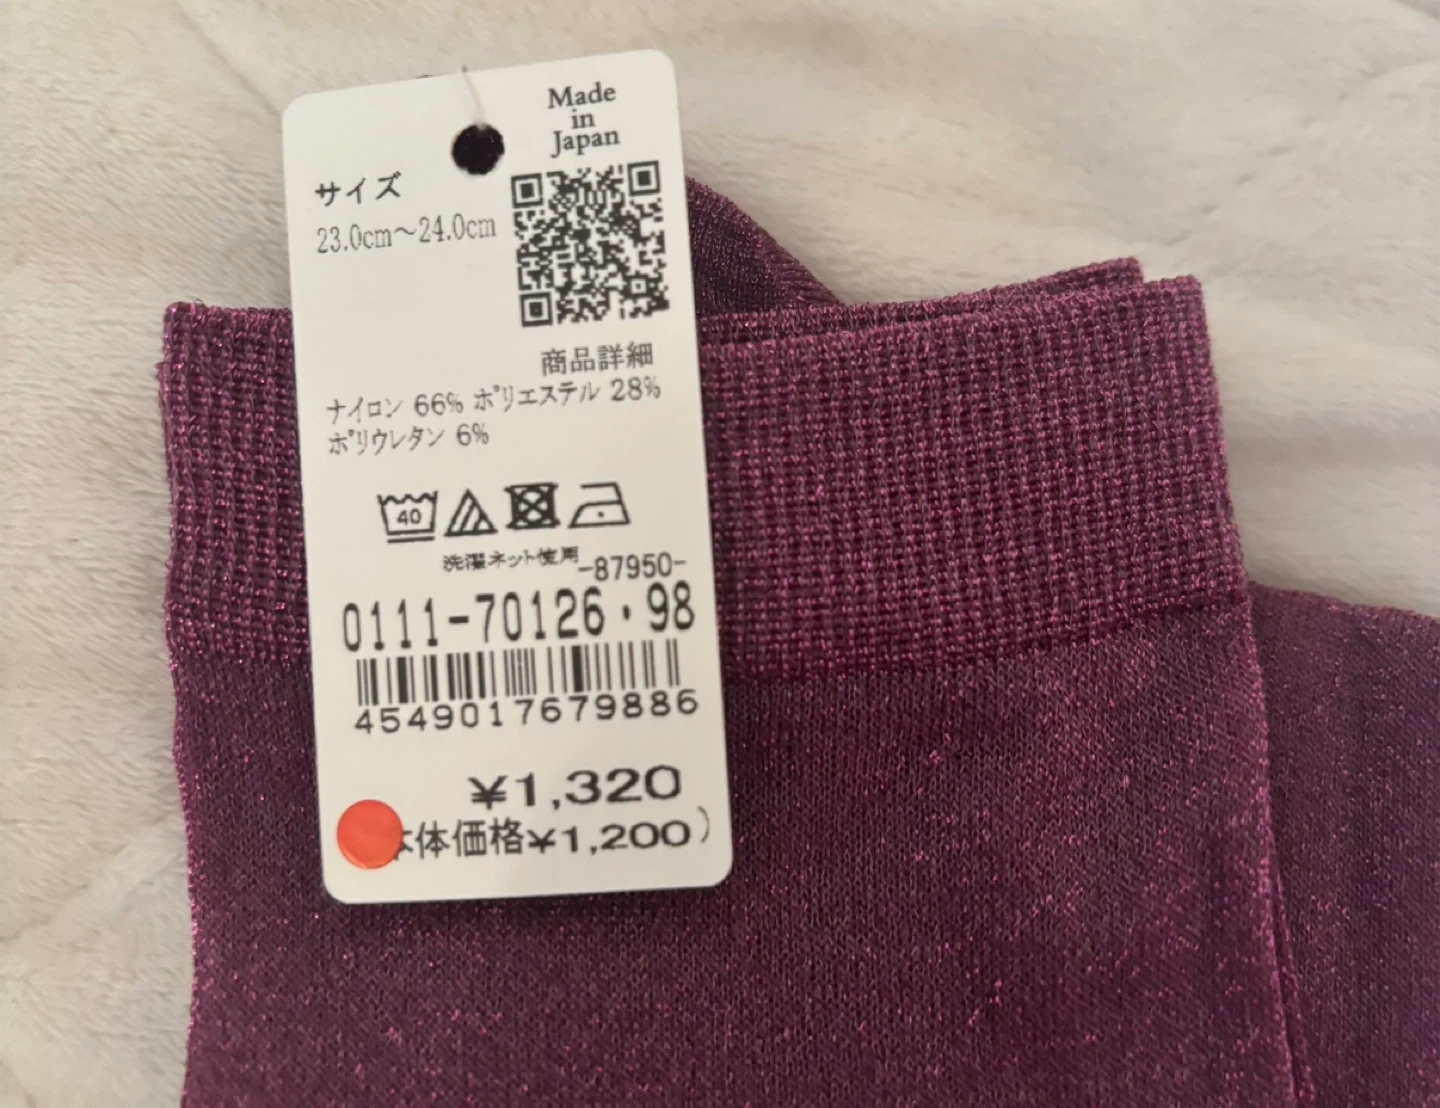 Made
in
Japan
サイズ
23.0cm～24.0cm
商品詳細
ナイロン 66% ポリエステル 28%
ポリウレタン 6%
40
洗濯ネット使用
-87950-
0111-70126・98
4549017679886
¥1,320
体価格¥1,200)